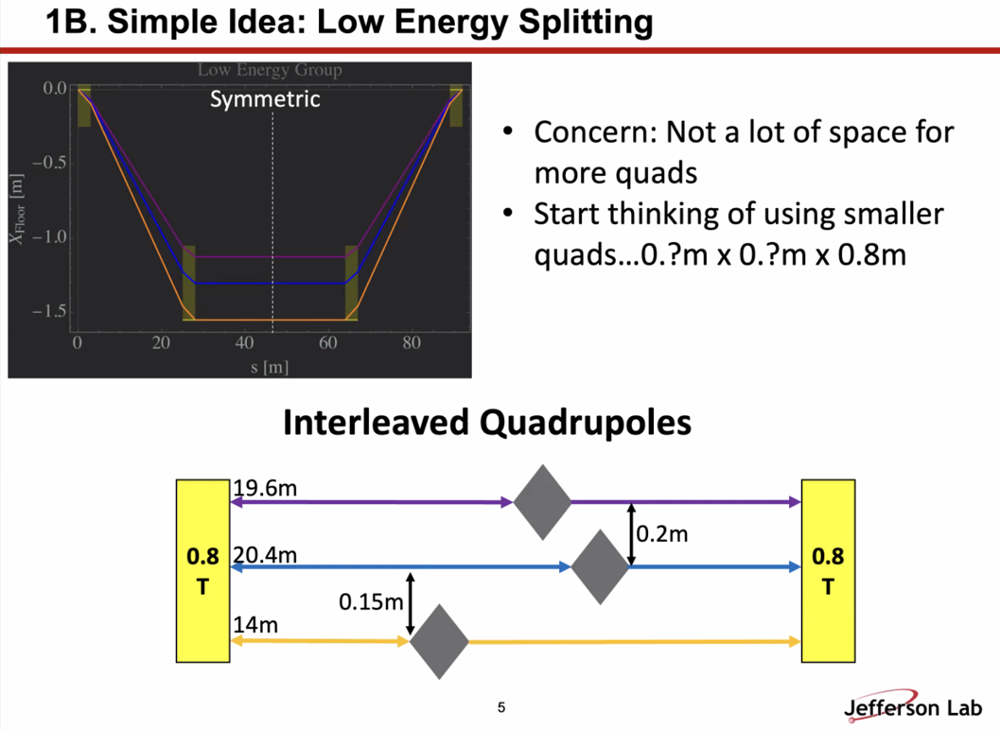 1B. Simple Idea: Low Energy Splitting
Low Energy Group
Symmetric
0.0
−0.5
−1.0
−1.5
XFloor [m]
0 20 40 60 80
s [m]
• Concern: Not a lot of space for
more quads
• Start thinking of using smaller
quads...0.?m x 0.?m x 0.8m
Interleaved Quadrupoles
19.6m
0.2m
0.8
T
20.4m
0.8
T
0.15m
14m
5
Jefferson Lab